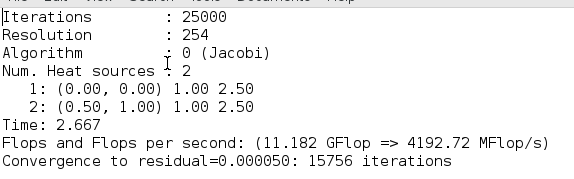 Iterations : 25000
Resolution : 254
Algorithm : 0 (Jacobi)
Num. Heat sources : 2
1: (0.00, 0.00) 1.00 2.50
2: (0.50, 1.00) 1.00 2.50
Time: 2.667
Flops and Flops per second: (11.182 GFlop => 4192.72 MFlop/s)
Convergence to residual=0.000050: 15756 iterations